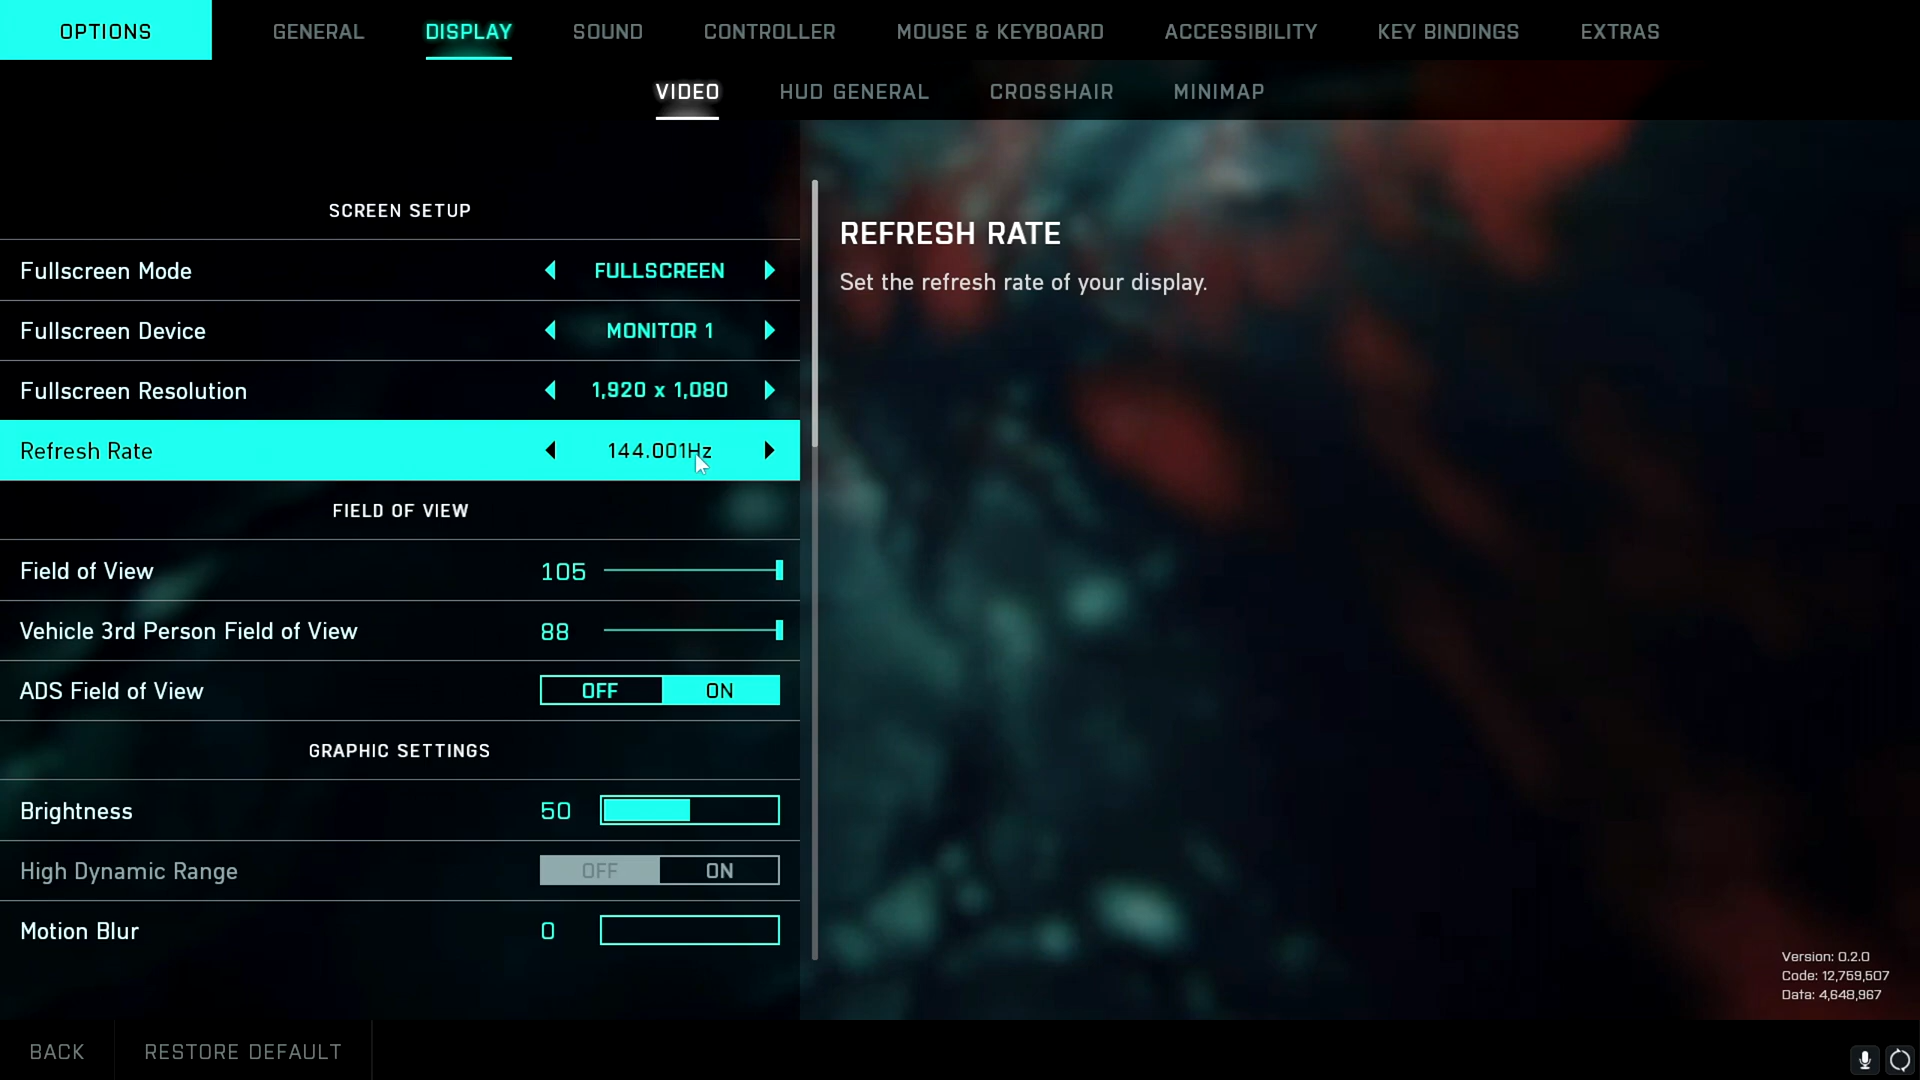 OPTIONS GENERAL DISPLAY SOUND CONTROLLER MOUSE & KEYBOARD ACCESSIBILITY KEY BINDINGS EXTRAS
VIDEO HUD GENERAL CROSSHAIR MINIMAP
SCREEN SETUP
Fullscreen Mode FULLSCREEN
Fullscreen Device MONITOR 1
Fullscreen Resolution 1,920 x 1,080
Refresh Rate 144.001Hz
FIELD OF VIEW
Field of View 105
Vehicle 3rd Person Field of View 88
ADS Field of View OFF ON
GRAPHIC SETTINGS
Brightness 50
High Dynamic Range OFF ON
Motion Blur 0
REFRESH RATE
Set the refresh rate of your display.
Version: 0.2.0
Code: 12,759,507
Data: 4,648,967
BACK RESTORE DEFAULT